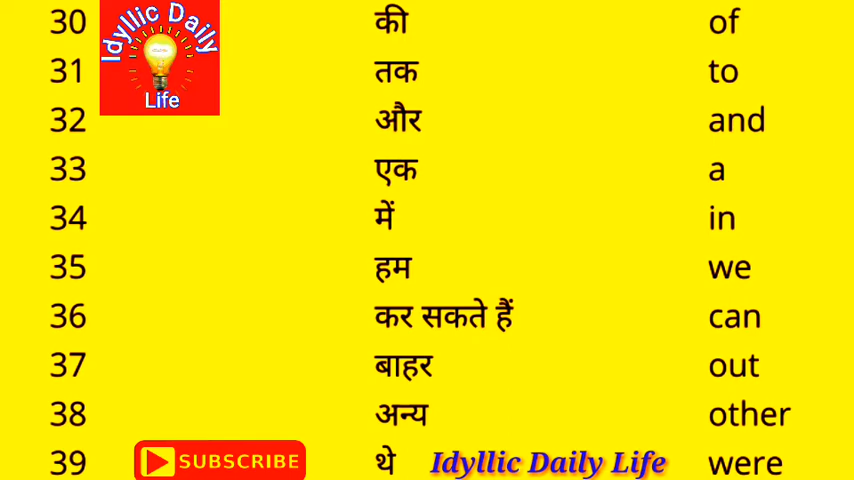 30 की of
Idyllic Daily
Life
31 तक to
32 और and
33 एक a
34 में in
35 हम we
36 कर सकते हैं can
37 बाहर out
38 अन्य other
39 थे were
SUBSCRIBE
Idyllic Daily Life